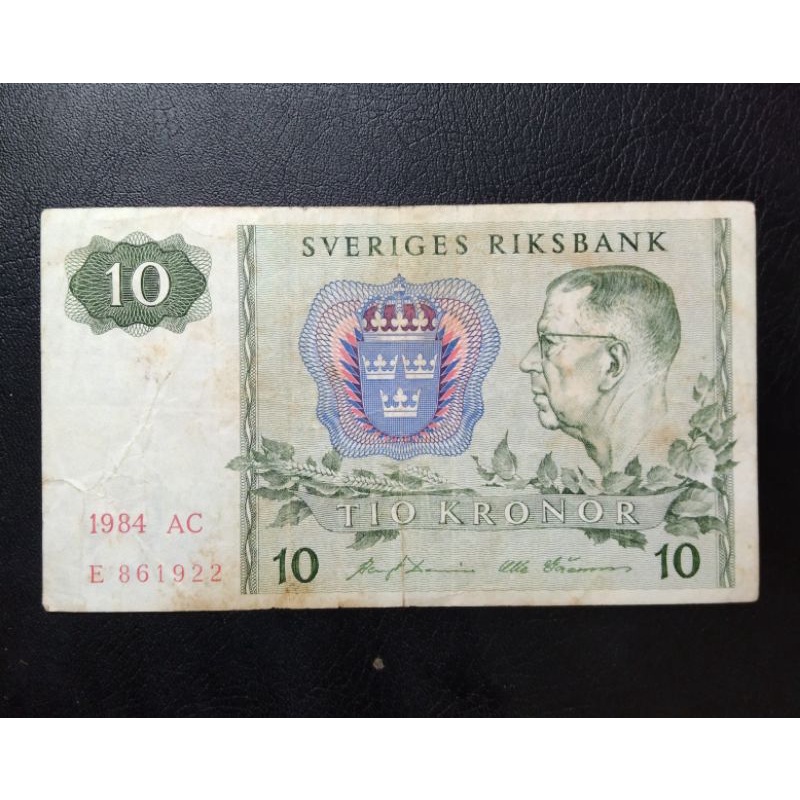 10
SVERIGES RIKSBANK
TIO KRONOR
1984 AC
E 861922
10
10